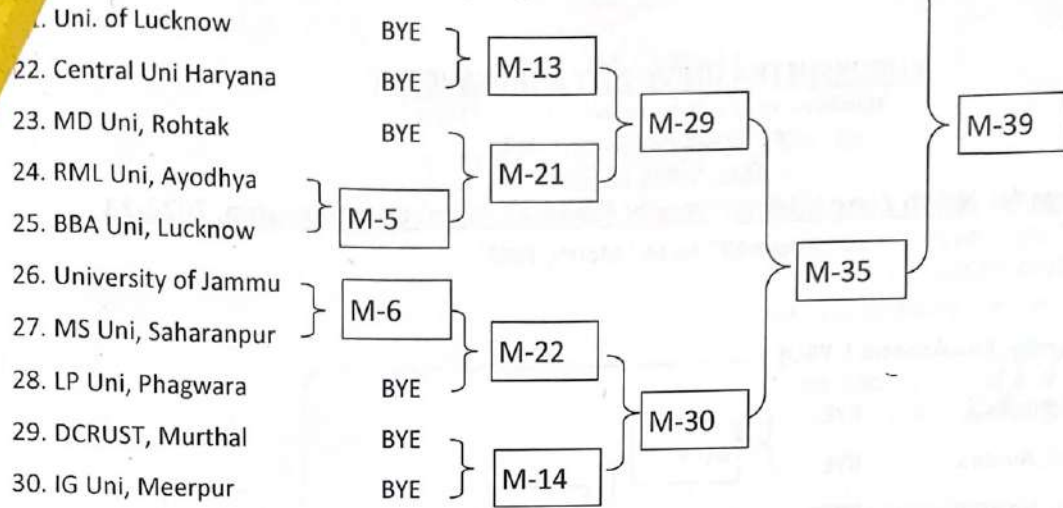 1. Uni. of Lucknow BYE
M-13
22. Central Uni Haryana BYE
M-29
M-39
23. MD Uni, Rohtak BYE
M-21
24. RML Uni, Ayodhya
M-5
25. BBA Uni, Lucknow
M-35
26. University of Jammu
M-6
27. MS Uni, Saharanpur
M-22
28. LP Uni, Phagwara BYE
M-30
29. DCRUST, Murthal BYE
M-14
30. IG Uni, Meerpur BYE